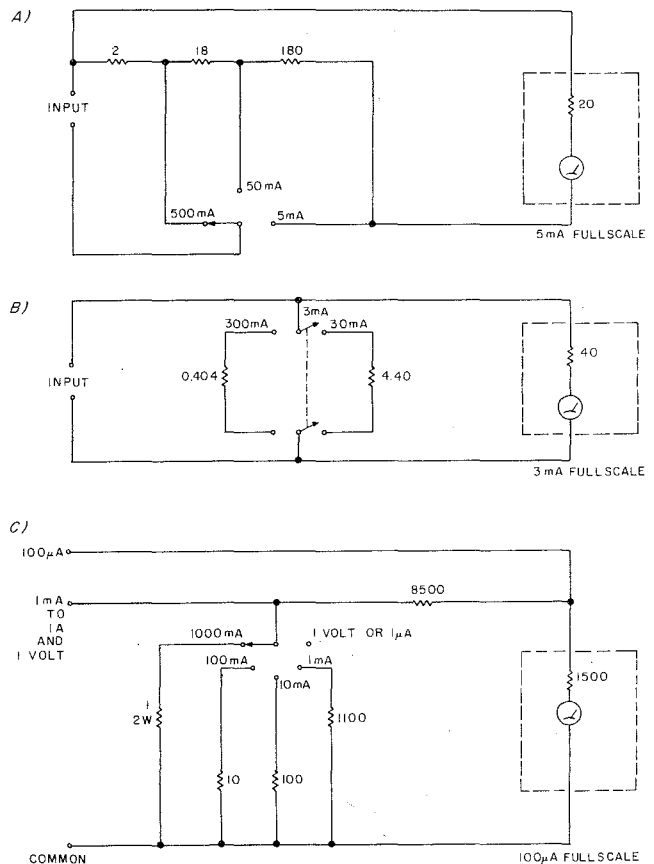 A)
2
18
180
INPUT
20
50mA
500mA
5mA
5mA FULLSCALE
B)
3mA
300mA
30mA
INPUT
0.404
4.40
40
3mA FULLSCALE
C)
100µA
1mA
TO
1A
AND
1 VOLT
8500
1000mA
1 VOLT OR 1µA
100mA
1mA
10mA
1500
1
2W
1100
10
100
COMMON
100µA FULLSCALE